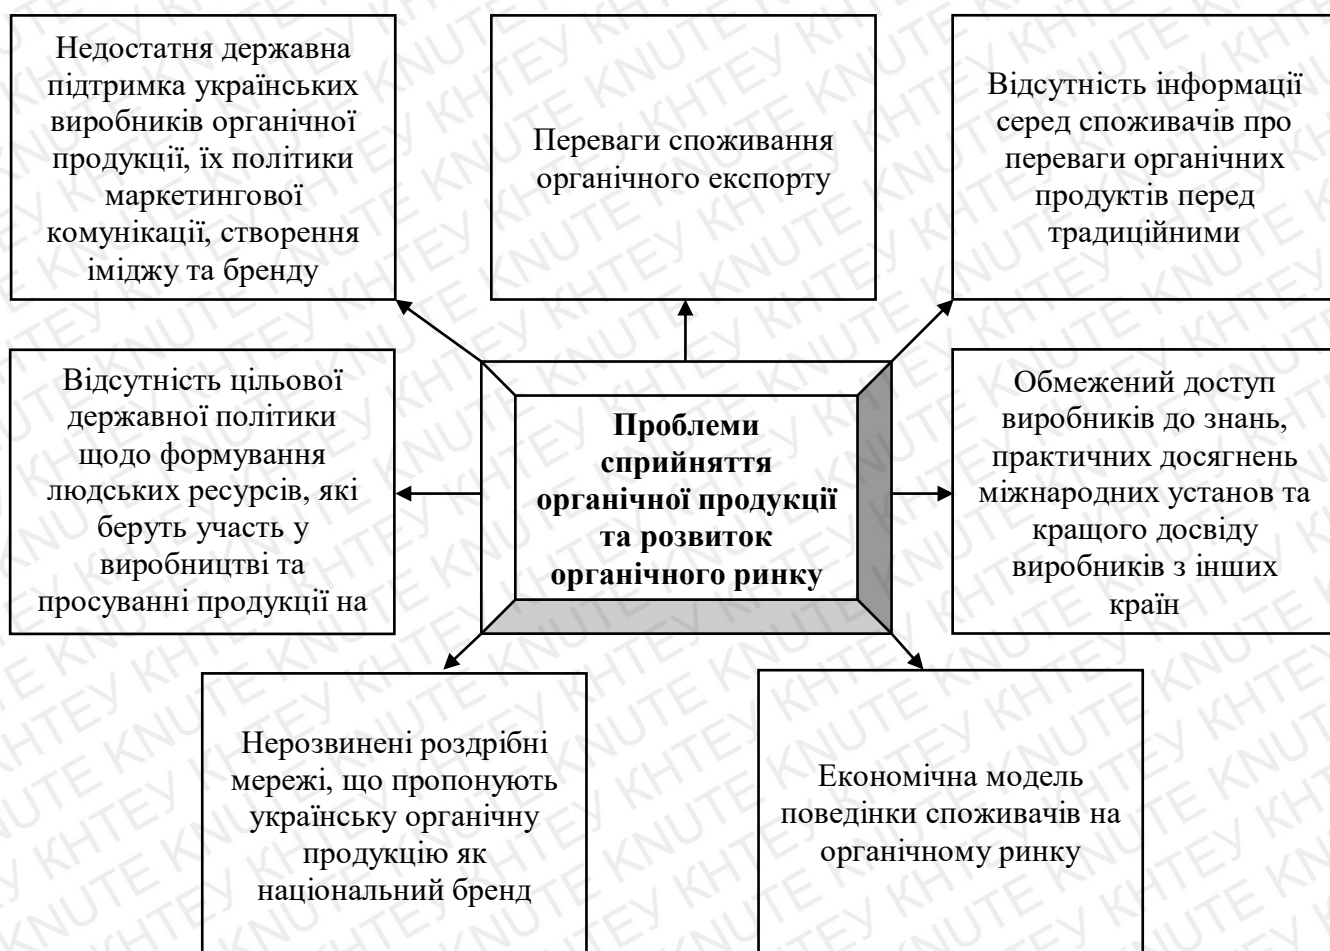 Недостатня державна
підтримка українських
виробників органічної
продукції, їх політики
маркетингової
комунікації, створення
іміджу та бренду
Переваги споживання
органічного експорту
Відсутність інформації
серед споживачів про
переваги органічних
продуктів перед
традиційними
Відсутність цільової
державної політики
щодо формування
людських ресурсів, які
беруть участь у
виробництві та
просуванні продукції на
Проблеми
сприйняття
органічної продукції
та розвиток
органічного ринку
Обмежений доступ
виробників до знань,
практичних досягнень
міжнародних установ та
кращого досвіду
виробників з інших
країн
Нерозвинені роздрібні
мережі, що пропонують
українську органічну
продукцію як
національний бренд
Економічна модель
поведінки споживачів на
органічному ринку